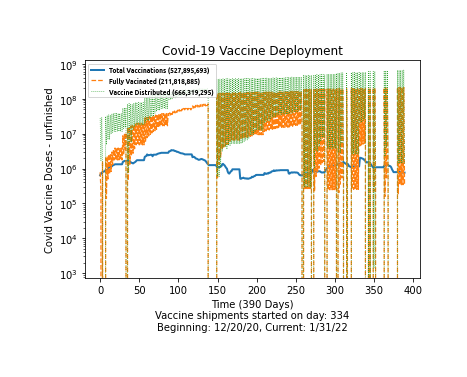 Covid-19 Vaccine Deployment
Total Vaccinations (527,895,693)
Fully Vacinated (211,818,885)
Vaccine Distributed (666,319,295)
Covid Vaccine Doses - unfinished
10⁹
10⁸
10⁷
10⁶
10⁵
10⁴
10³
0 50 100 150 200 250 300 350 400
Time (390 Days)
Vaccine shipments started on day: 334
Beginning: 12/20/20, Current: 1/31/22